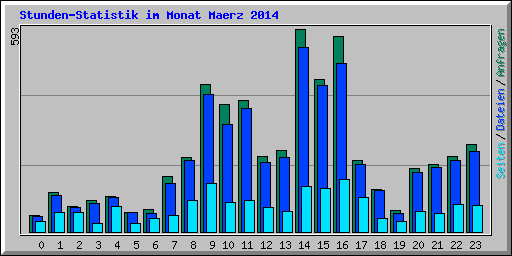 Stunden-Statistik im Monat Maerz 2014
593
Seiten/Dateien/Anfragen
0 1 2 3 4 5 6 7 8 9 10 11 12 13 14 15 16 17 18 19 20 21 22 23